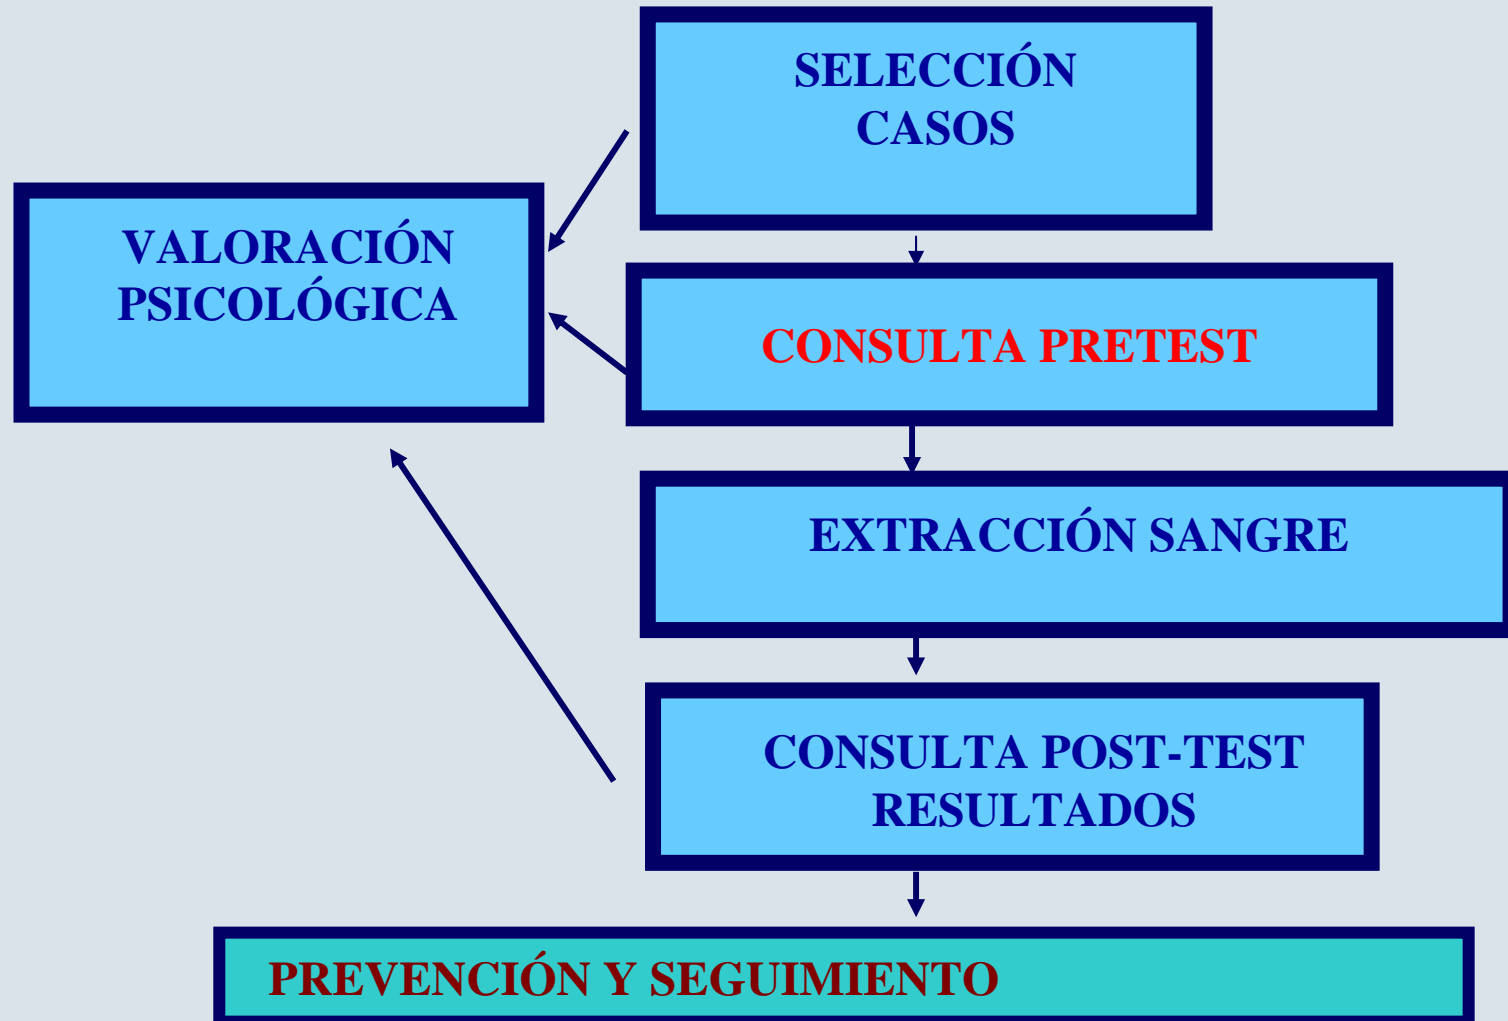 SELECCIÓN
CASOS
VALORACIÓN
PSICOLÓGICA
CONSULTA PRETEST
EXTRACCIÓN SANGRE
CONSULTA POST-TEST
RESULTADOS
PREVENCIÓN Y SEGUIMIENTO